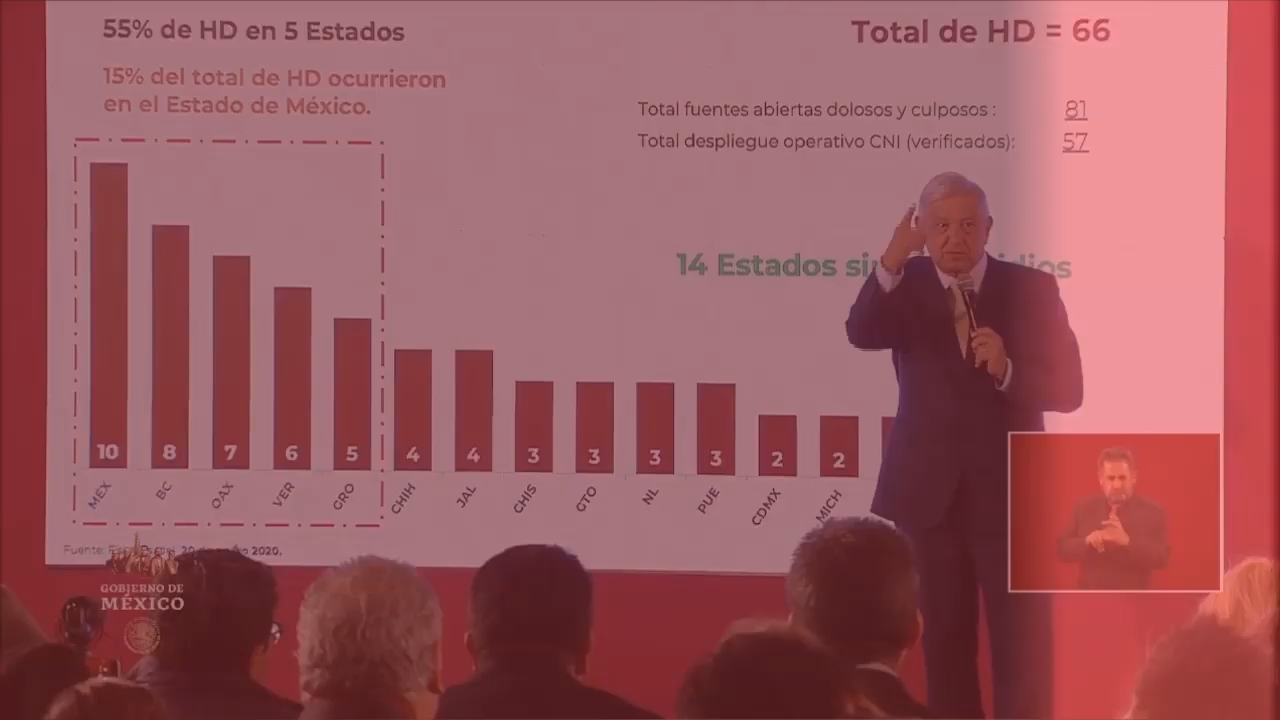 55% de HD en 5 Estados
Total de HD = 66
15% del total de HD ocurrieron
en el Estado de México.
Total fuentes abiertas dolosos y culposos : 81
Total despliegue operativo CNI (verificados): 57
14 Estados
10 8 7 6 5 4 4 3 3 3 3 2 2
MEX BC OAX VER GRO CHIH JAL CHIS GTO NL PUE CDMX MICH
Fuente: 20 2020,
GOBIERNO DE
MÉXICO